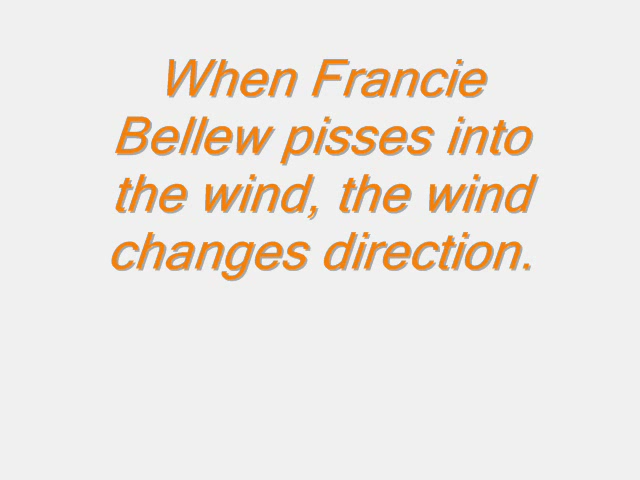 When Francie
Bellew pisses into
the wind, the wind
changes direction.